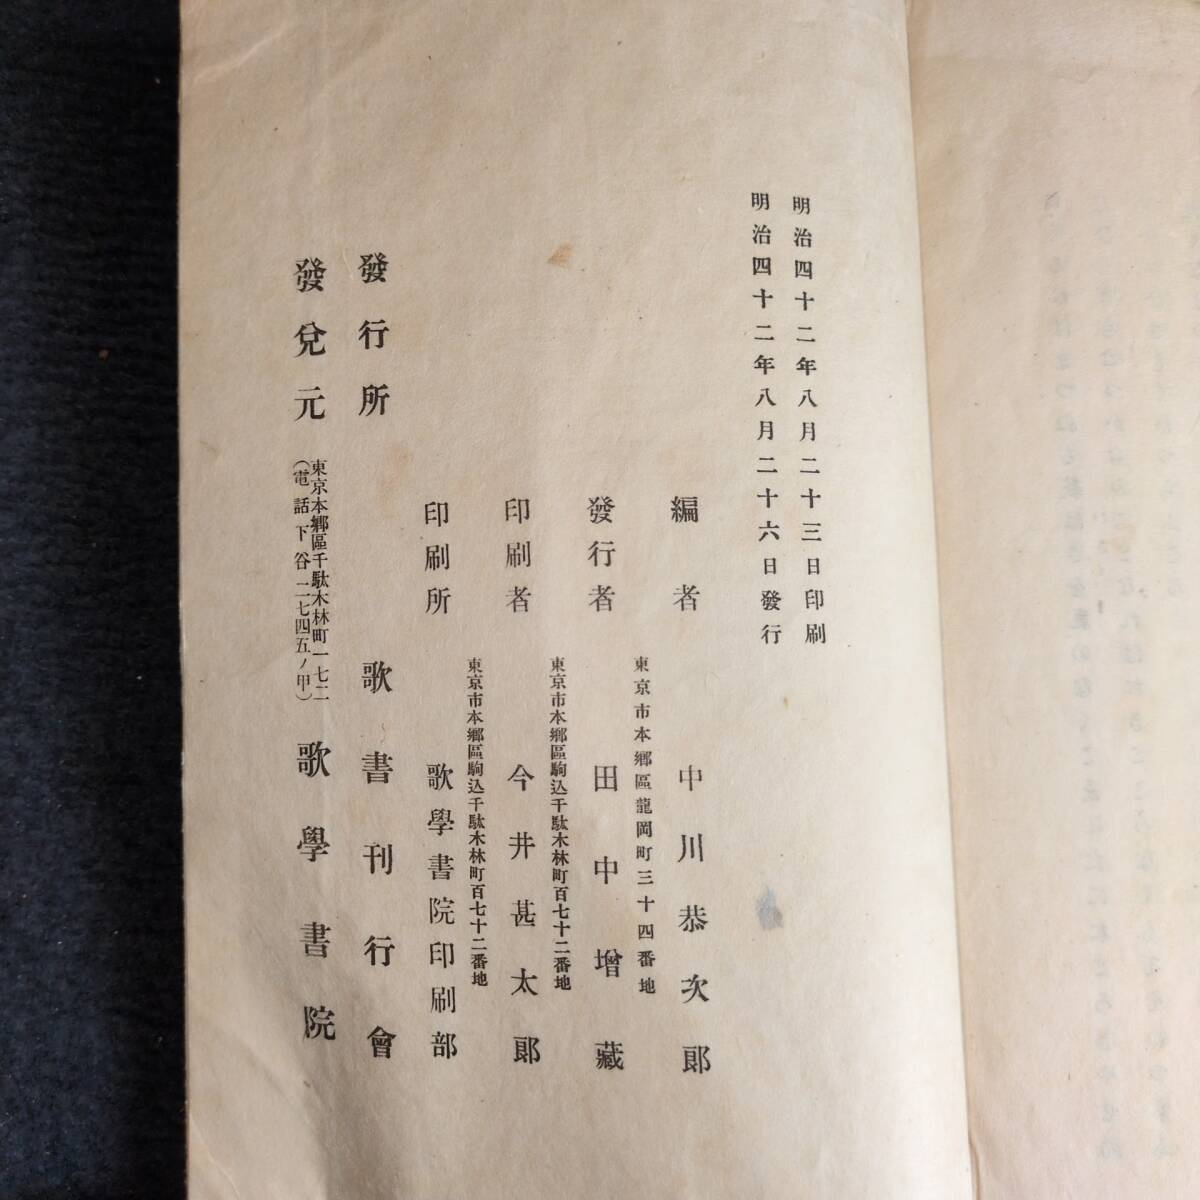 明治四十二年八月二十三日印刷
明治四十二年八月二十六日發行
編者 中川恭次郎
東京市本鄕區龍岡町三十四番地
發行者 田中增藏
東京市本鄕區駒込千駄木林町百七十二番地
印刷者 今井甚太郞
東京市本鄕區駒込千駄木林町百七十二番地
印刷所 歌學書院印刷部
發行所 歌書刊行會
發兌元
東京本鄕區千駄木林町一七二
(電話下谷二七四五ノ甲)
歌學書院